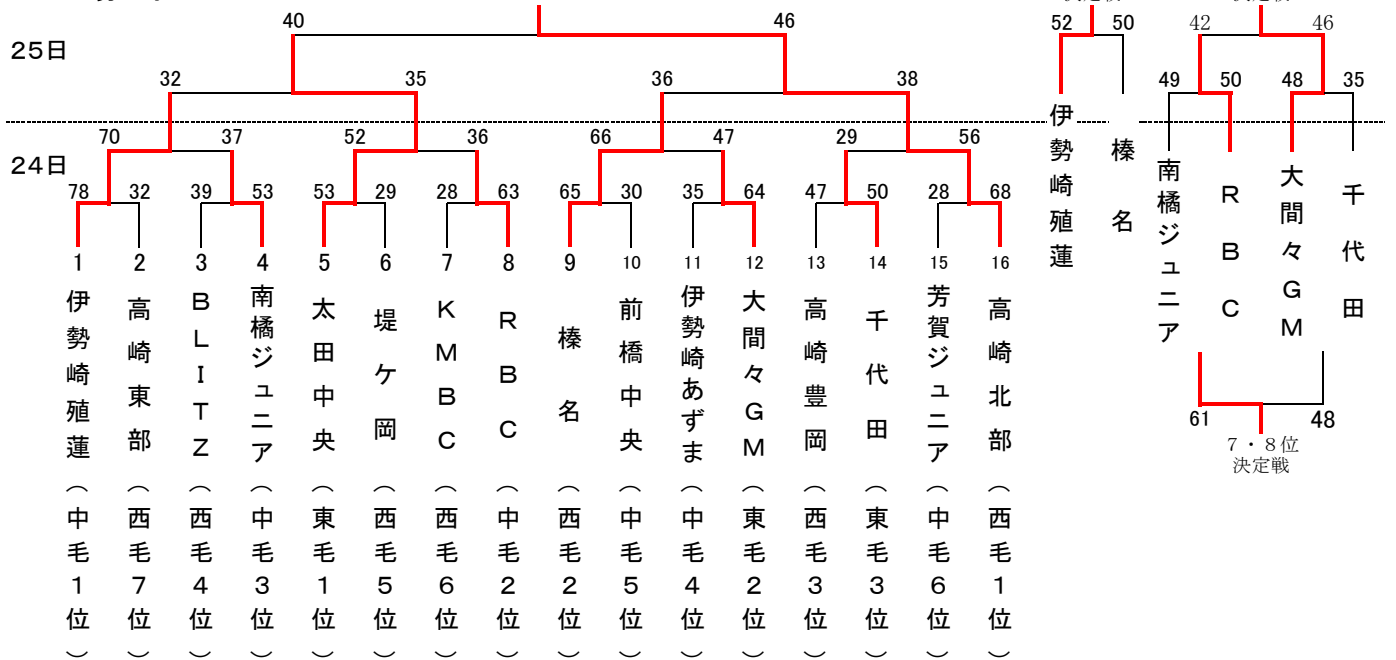 40 46
52 50
42 46
25日
32 35 36 38
49 50 48 35
70 37 52 36 66 47 29 56
24日
78 32 39 53 53 29 28 63 65 30 35 64 47 50 28 68
1 2 3 4 5 6 7 8 9 10 11 12 13 14 15 16
伊勢崎殖蓮(中毛1位)
高崎東部(西毛7位)
BLITZ(西毛4位)
南橘ジュニア(中毛3位)
太田中央(東毛1位)
堤ケ岡(西毛5位)
KMBC(西毛6位)
RBC(中毛2位)
榛名(西毛2位)
前橋中央(中毛5位)
伊勢崎あずま(中毛4位)
大間々GM(東毛2位)
高崎豊岡(西毛3位)
千代田(東毛3位)
芳賀ジュニア(中毛6位)
高崎北部(西毛1位)
伊勢崎殖蓮
榛名
南橘ジュニア
RBC
大間々GM
千代田
61 48
7・8位
決定戦